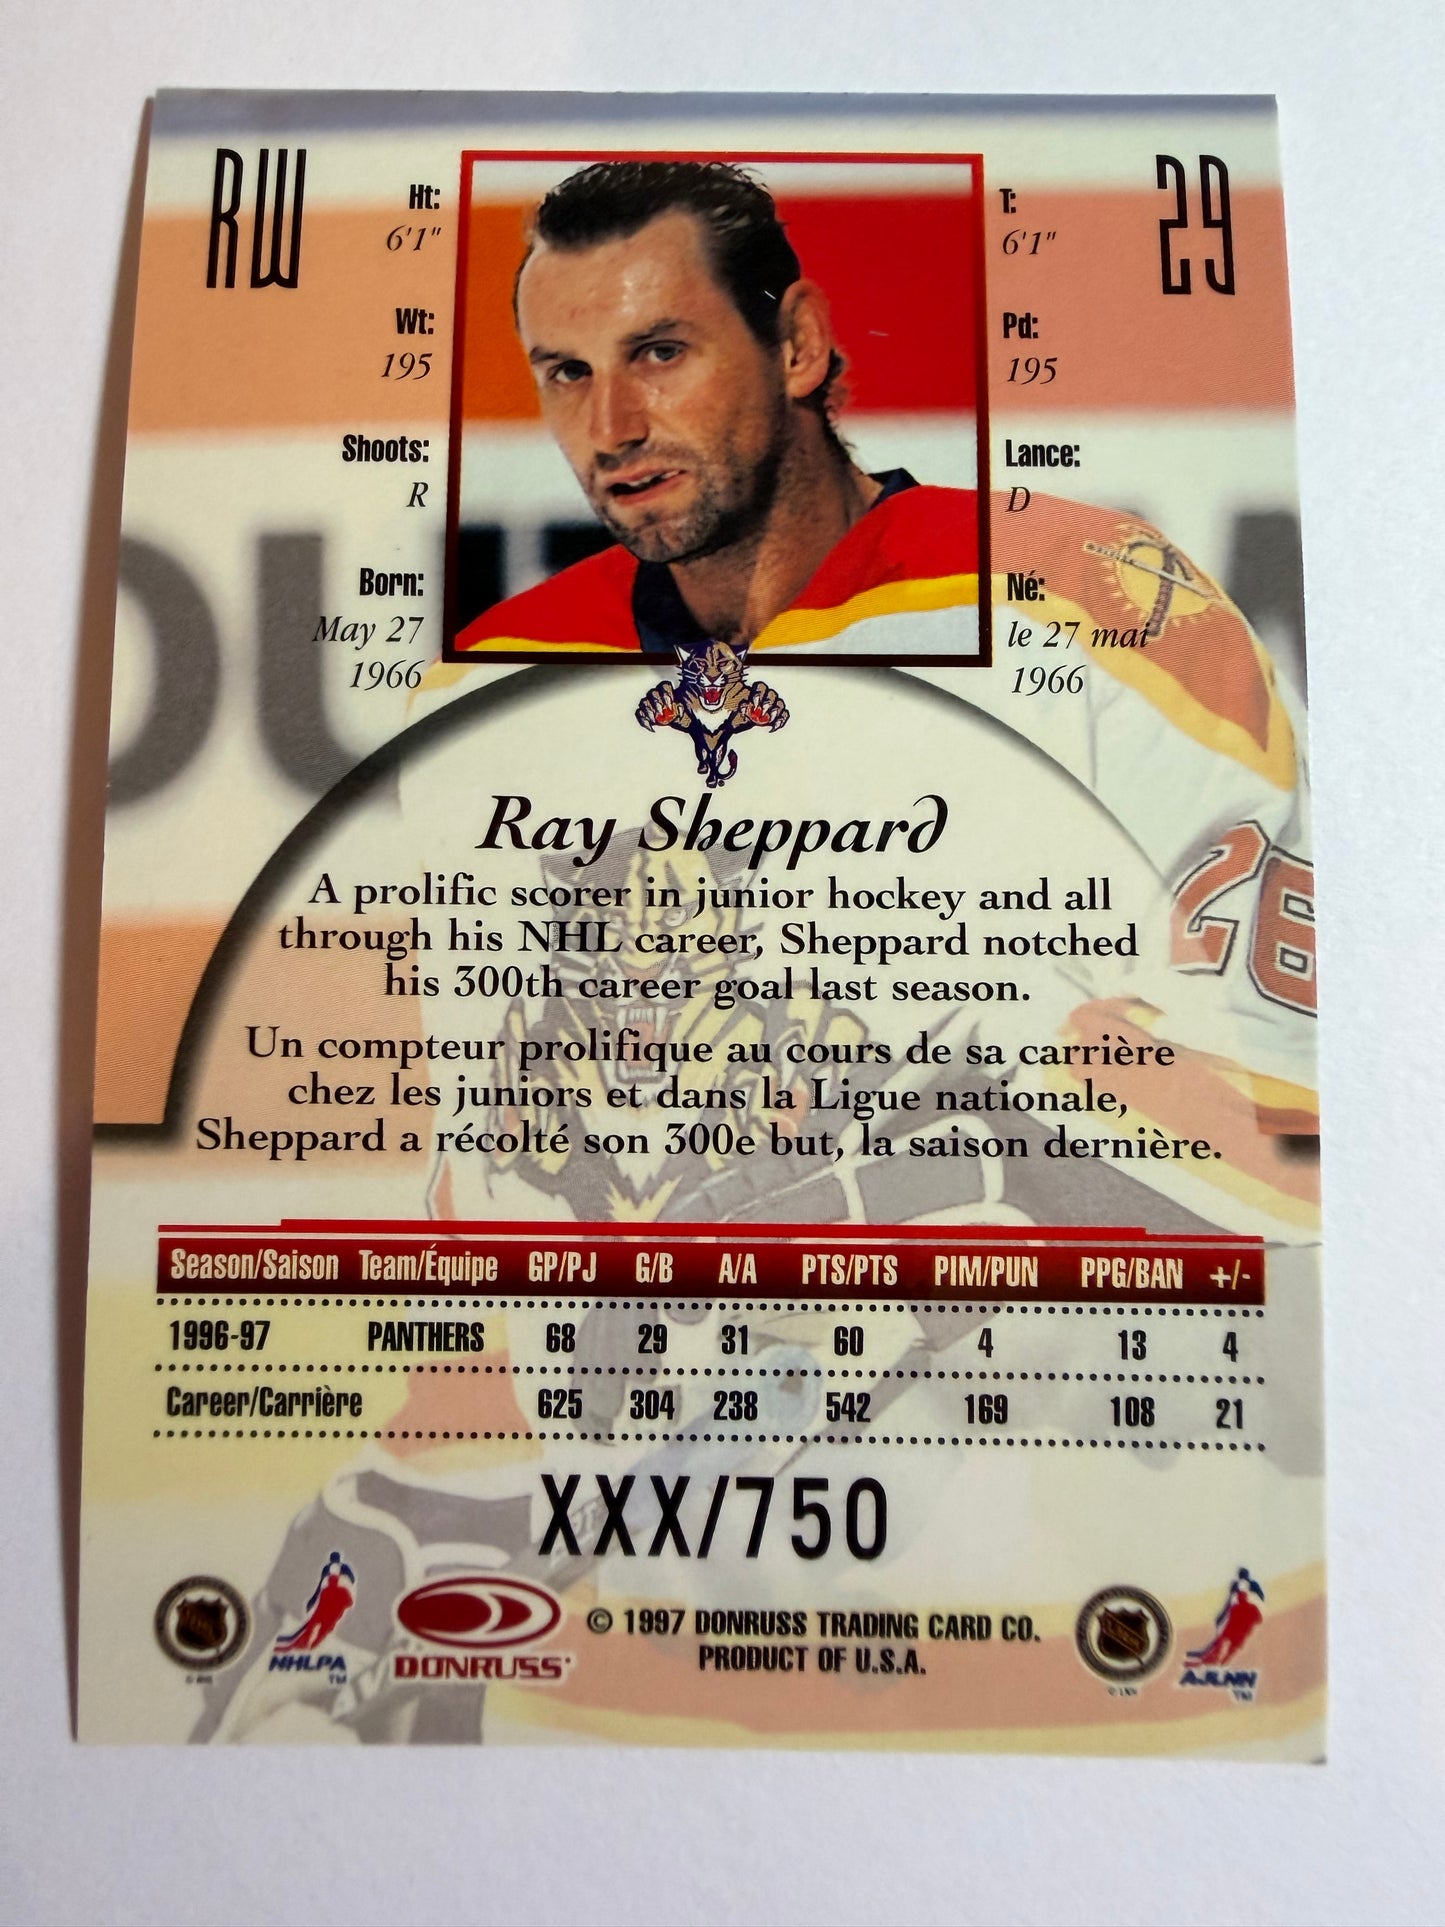 RW
29
Ht:
6'1"
Wt:
195
Shoots:
R
Born:
May 27
1966
T:
6'1"
Pd:
195
Lance:
D
Né:
le 27 mai
1966
Ray Sheppard
A prolific scorer in junior hockey and all
through his NHL career, Sheppard notched
his 300th career goal last season.
Un compteur prolifique au cours de sa carrière
chez les juniors et dans la Ligue nationale,
Sheppard a récolté son 300e but, la saison dernière.
Season/Saison Team/Équipe GP/PJ G/B A/A PTS/PTS PIM/PUN PPG/BAN +/-
1996-97 PANTHERS 68 29 31 60 4 13 4
Career/Carrière 625 304 238 542 169 108 21
XXX/750
NHLPA
TM
DONRUSS
© 1997 DONRUSS TRADING CARD CO.
PRODUCT OF U.S.A.
A.J.LNH
TM
26